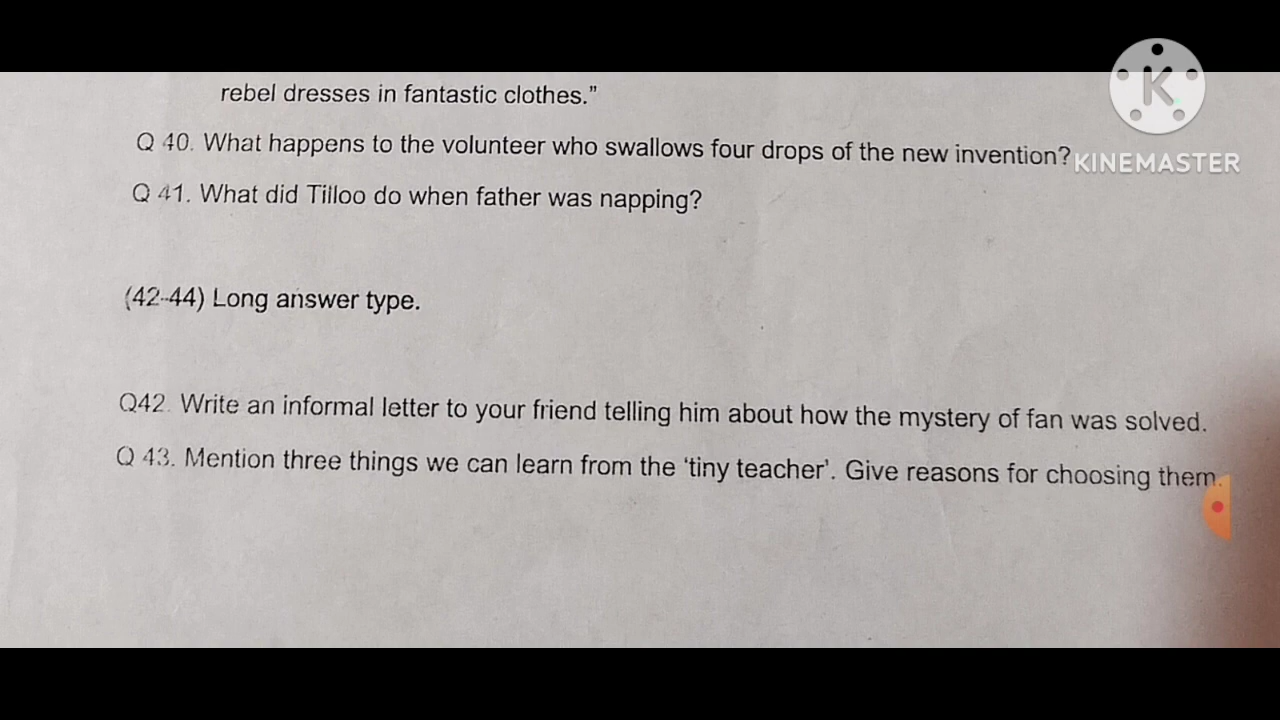 rebel dresses in fantastic clothes.”
Q 40. What happens to the volunteer who swallows four drops of the new invention?
KINEMASTER
Q 41. What did Tilloo do when father was napping?
(42-44) Long answer type.
Q42. Write an informal letter to your friend telling him about how the mystery of fan was solved.
Q 43. Mention three things we can learn from the ‘tiny teacher’. Give reasons for choosing them.